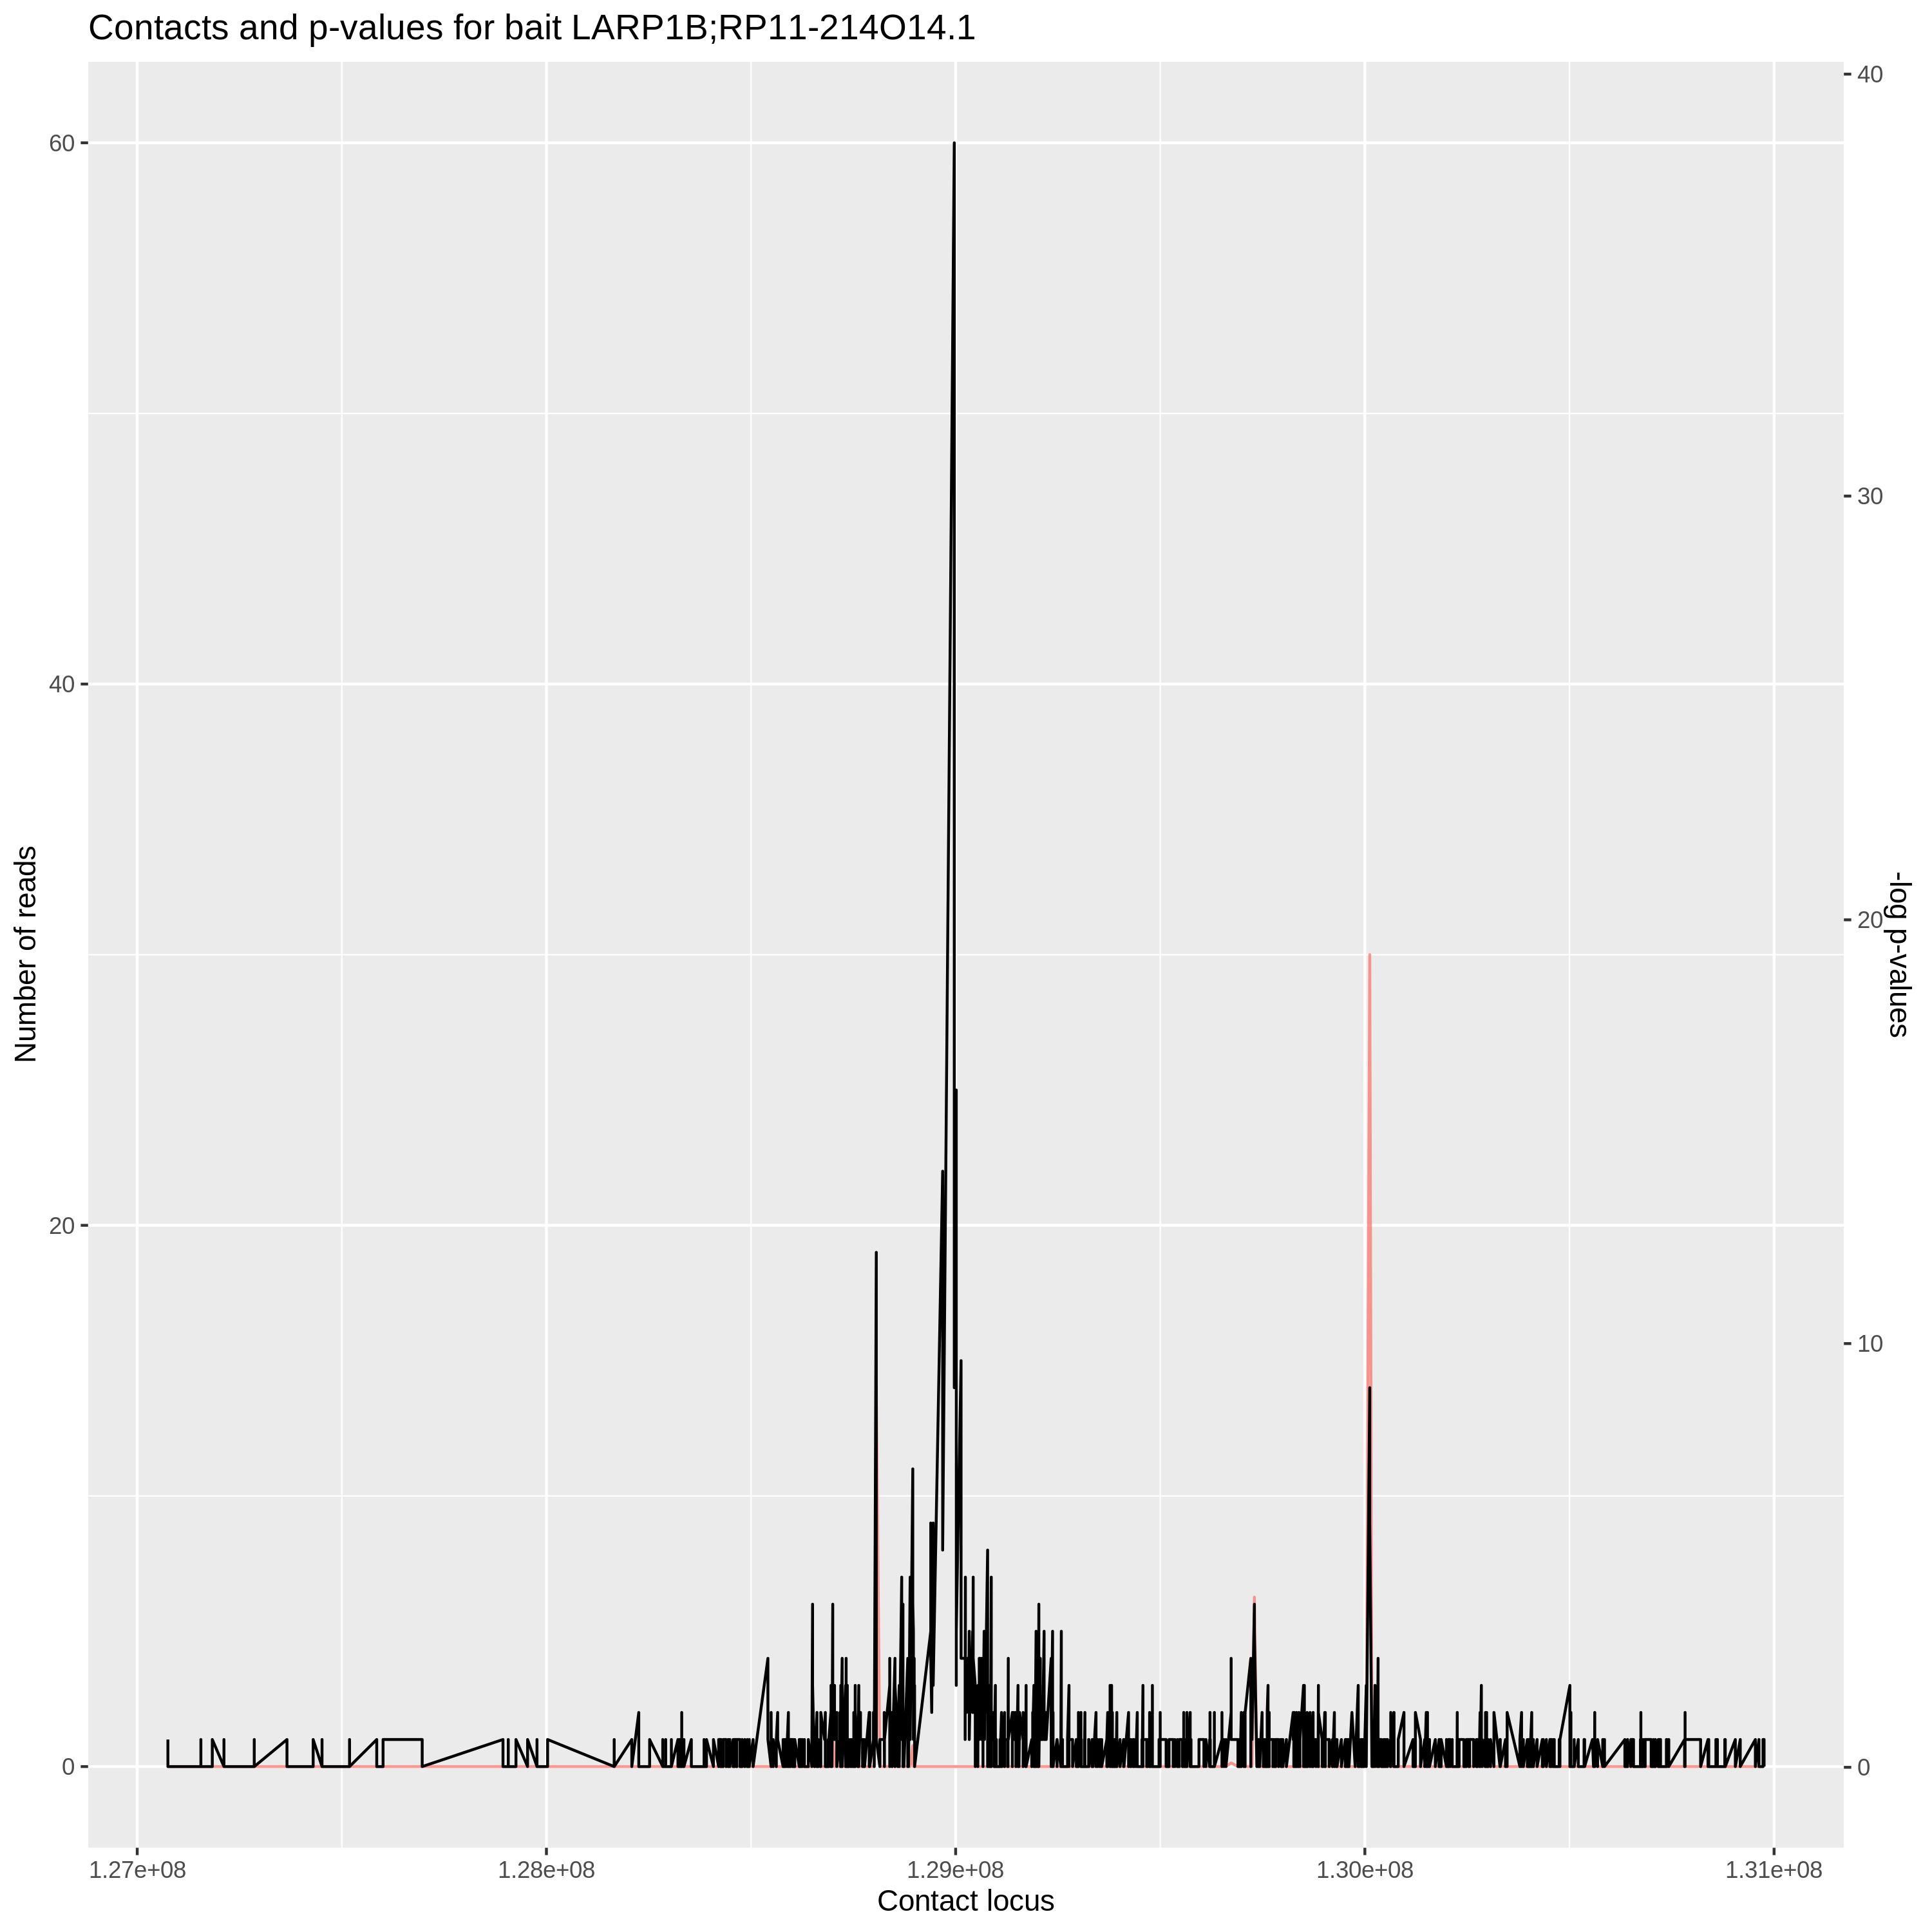 Contacts and p-values for bait LARP1B;RP11-214O14.1
60
40
20
0
Number of reads
40
30
20
10
0
-log p-values
1.27e+08
1.28e+08
1.29e+08
1.30e+08
1.31e+08
Contact locus